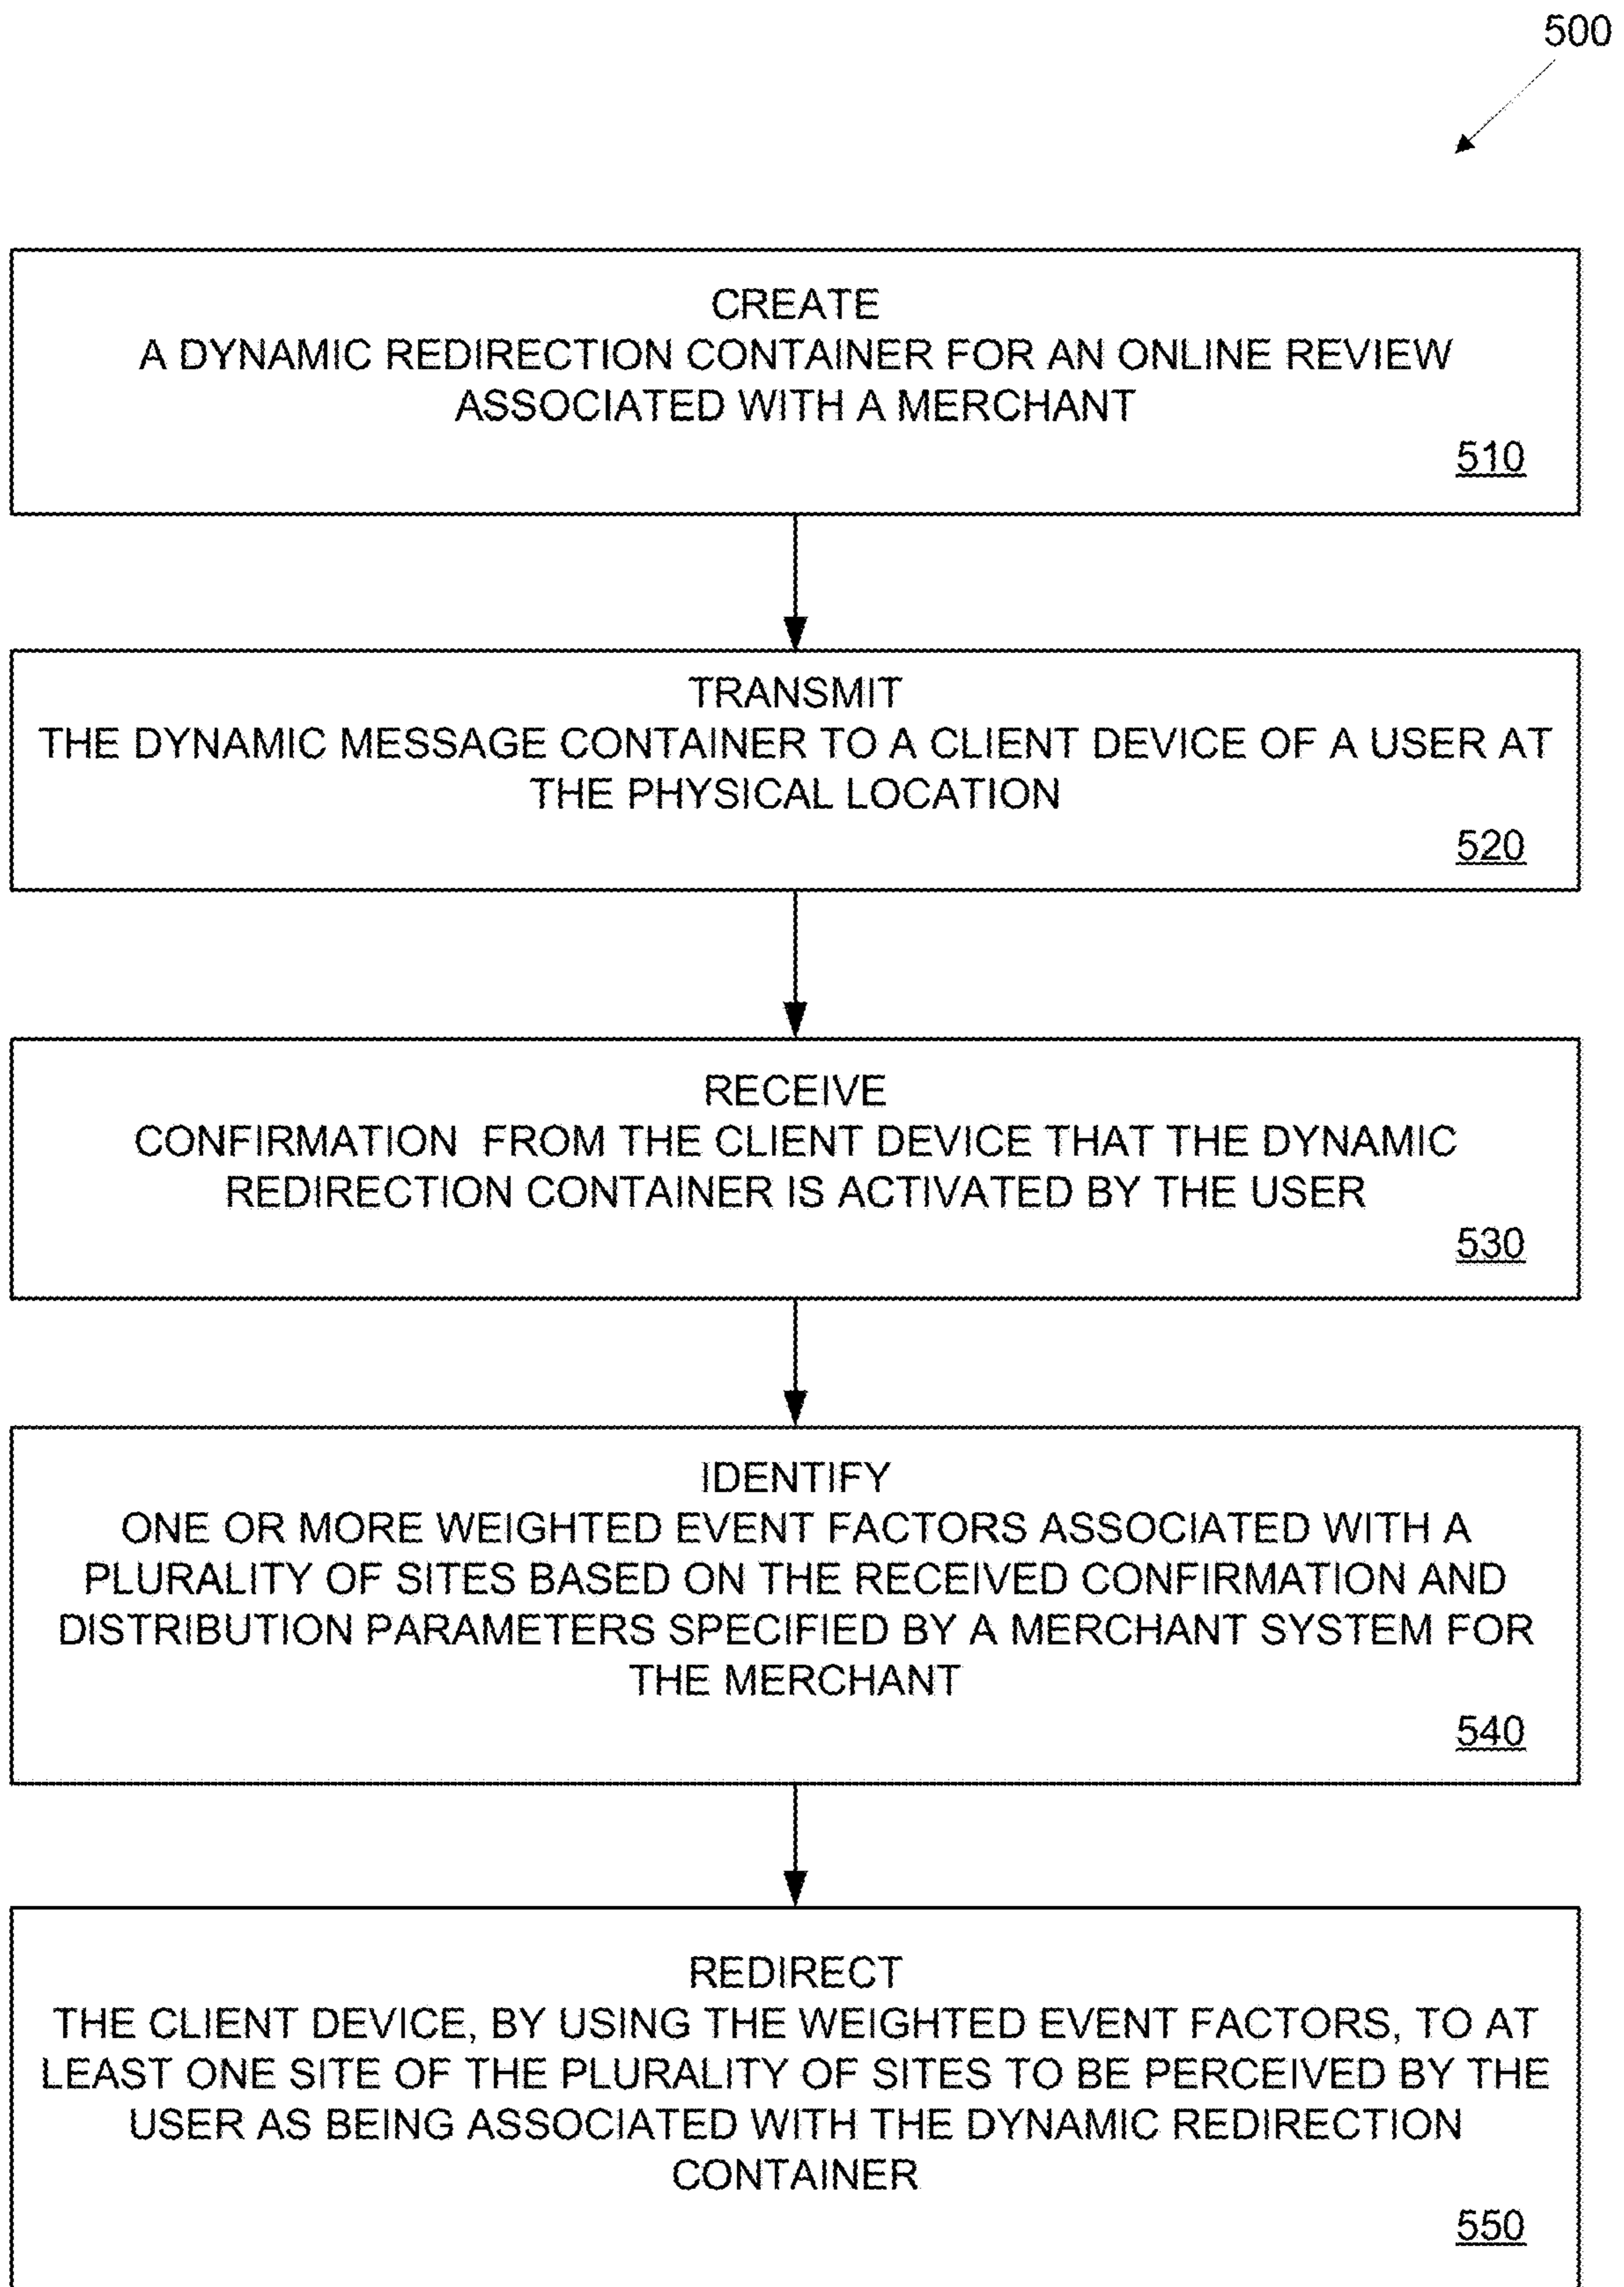 500
CREATE
A DYNAMIC REDIRECTION CONTAINER FOR AN ONLINE REVIEW
ASSOCIATED WITH A MERCHANT
510
TRANSMIT
THE DYNAMIC MESSAGE CONTAINER TO A CLIENT DEVICE OF A USER AT
THE PHYSICAL LOCATION
520
RECEIVE
CONFIRMATION FROM THE CLIENT DEVICE THAT THE DYNAMIC
REDIRECTION CONTAINER IS ACTIVATED BY THE USER
530
IDENTIFY
ONE OR MORE WEIGHTED EVENT FACTORS ASSOCIATED WITH A
PLURALITY OF SITES BASED ON THE RECEIVED CONFIRMATION AND
DISTRIBUTION PARAMETERS SPECIFIED BY A MERCHANT SYSTEM FOR
THE MERCHANT
540
REDIRECT
THE CLIENT DEVICE, BY USING THE WEIGHTED EVENT FACTORS, TO AT
LEAST ONE SITE OF THE PLURALITY OF SITES TO BE PERCEIVED BY THE
USER AS BEING ASSOCIATED WITH THE DYNAMIC REDIRECTION
CONTAINER
550